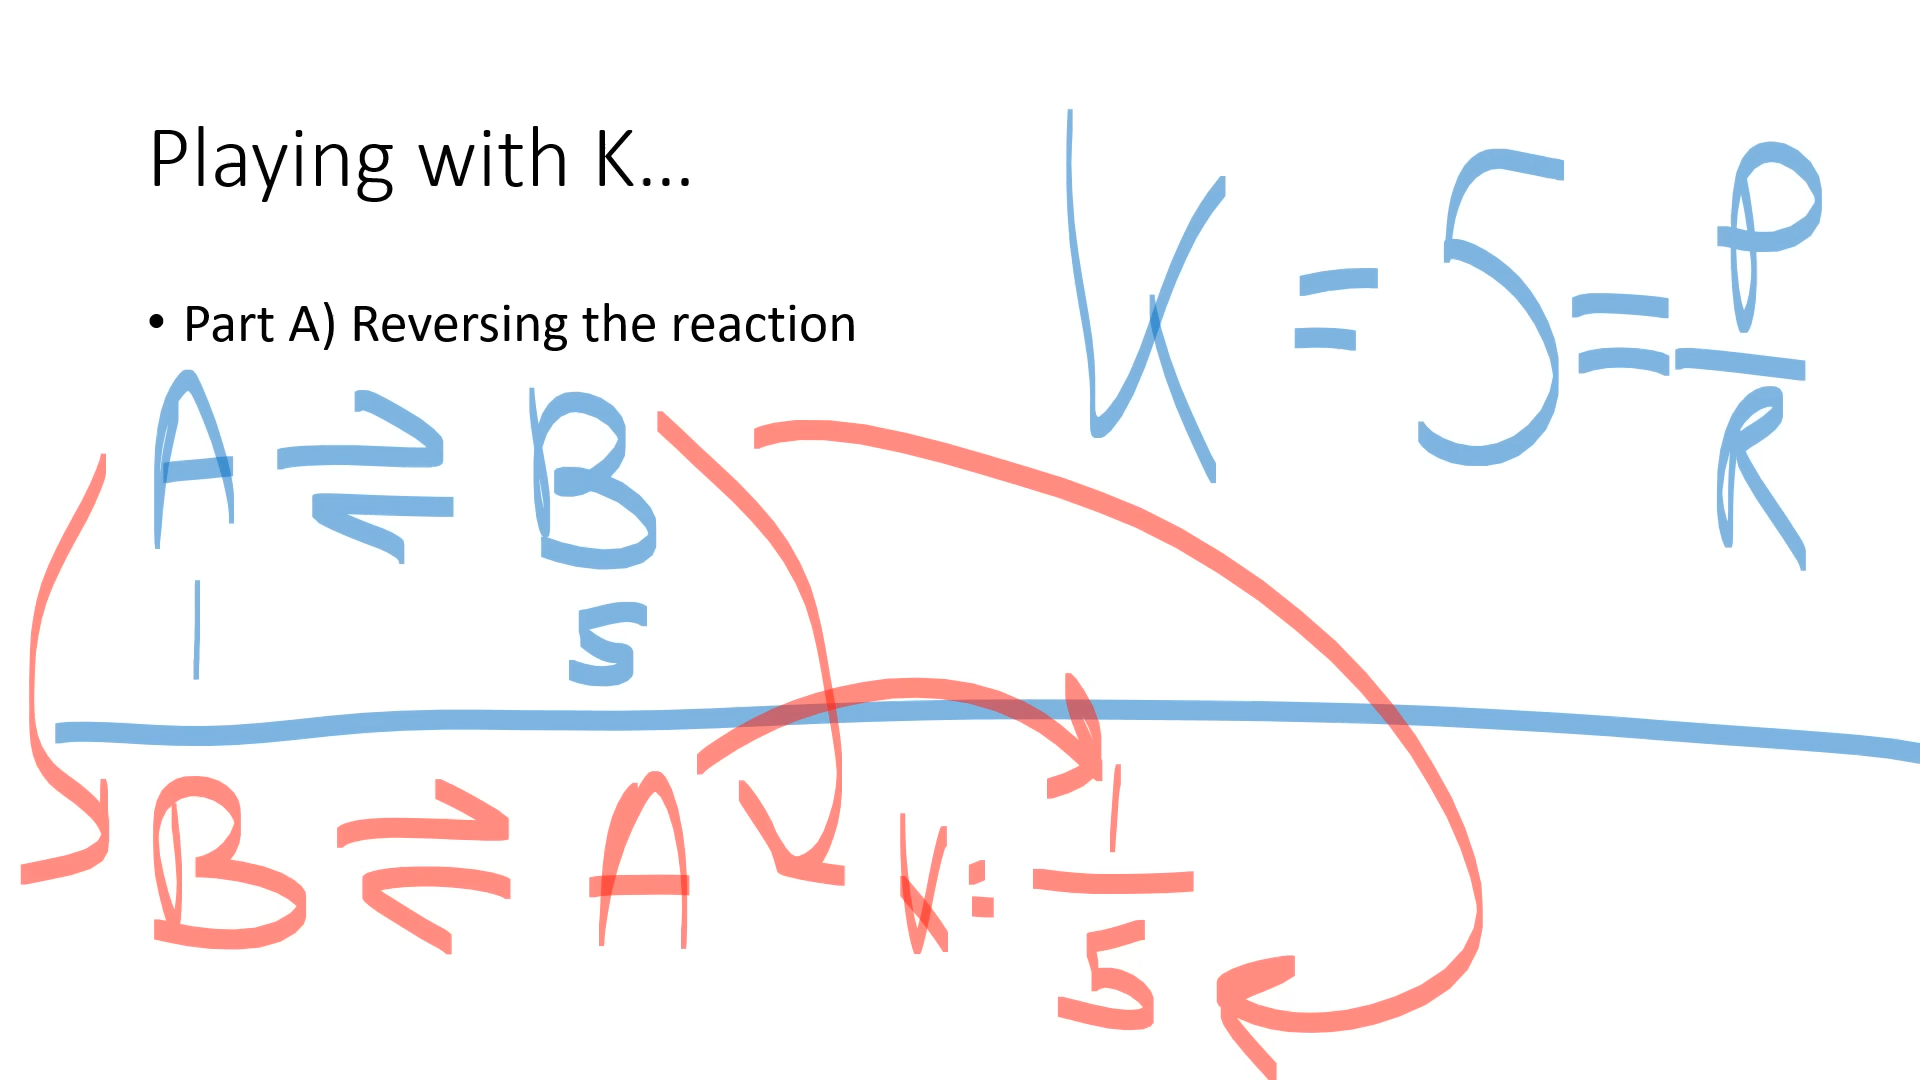 Playing with K...
K = 5 = P/R
• Part A) Reversing the reaction
A ⇌ B
1 5
B ⇌ A K = 1/5